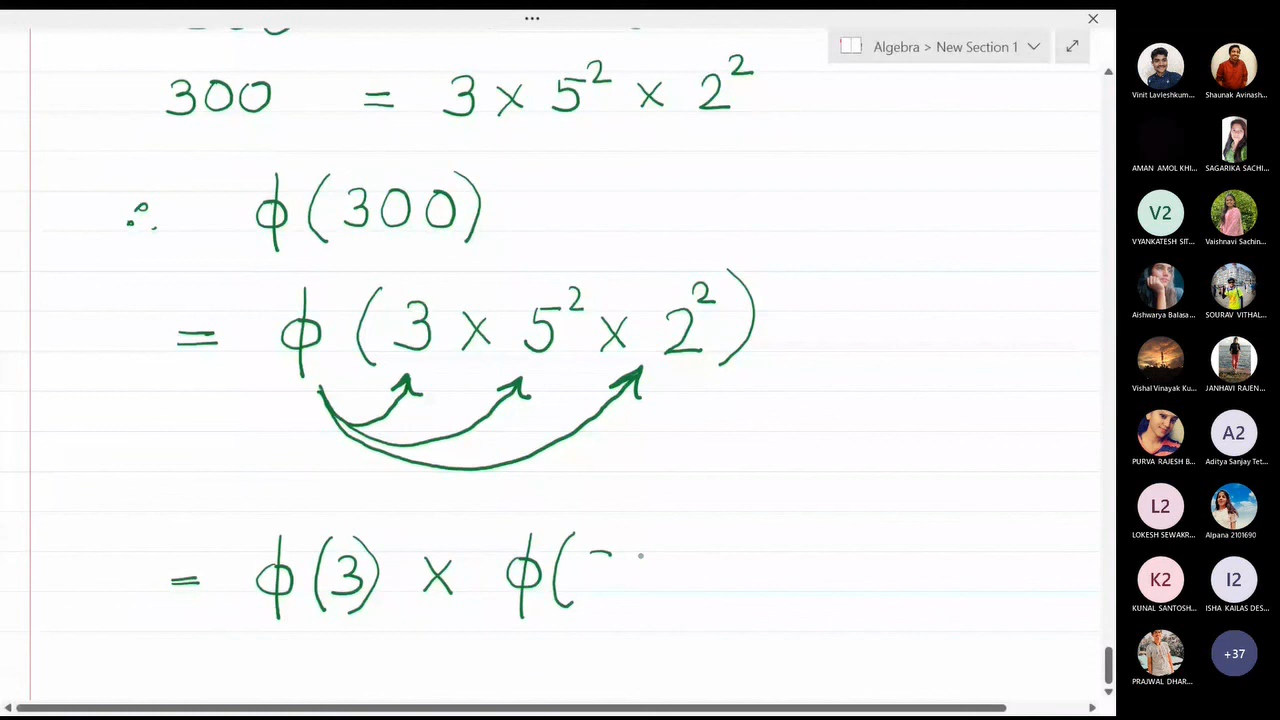 Algebra > New Section 1
300 = 3 × 5² × 2²
∴ ϕ(300)
= ϕ(3 × 5² × 2²)
= ϕ(3) × ϕ(
Vinit Lavleshkum... Shaunak Avinash...
AMAN AMOL KHI... SAGARIKA SACHI...
V2
VYANKATESH SIT... Vaishnavi Sachin...
Aishwarya Balasa... SOURAV VITHAL...
Vishal Vinayak Ku... JANHAVI RAJEN...
A2
PURVA RAJESH B... Aditya Sanjay Tet...
L2
LOKESH SEWAKR... Alpana 2101690
K2 I2
KUNAL SANTOSH... ISHA KAILAS DES...
+37
PRAJWAL DHAR...